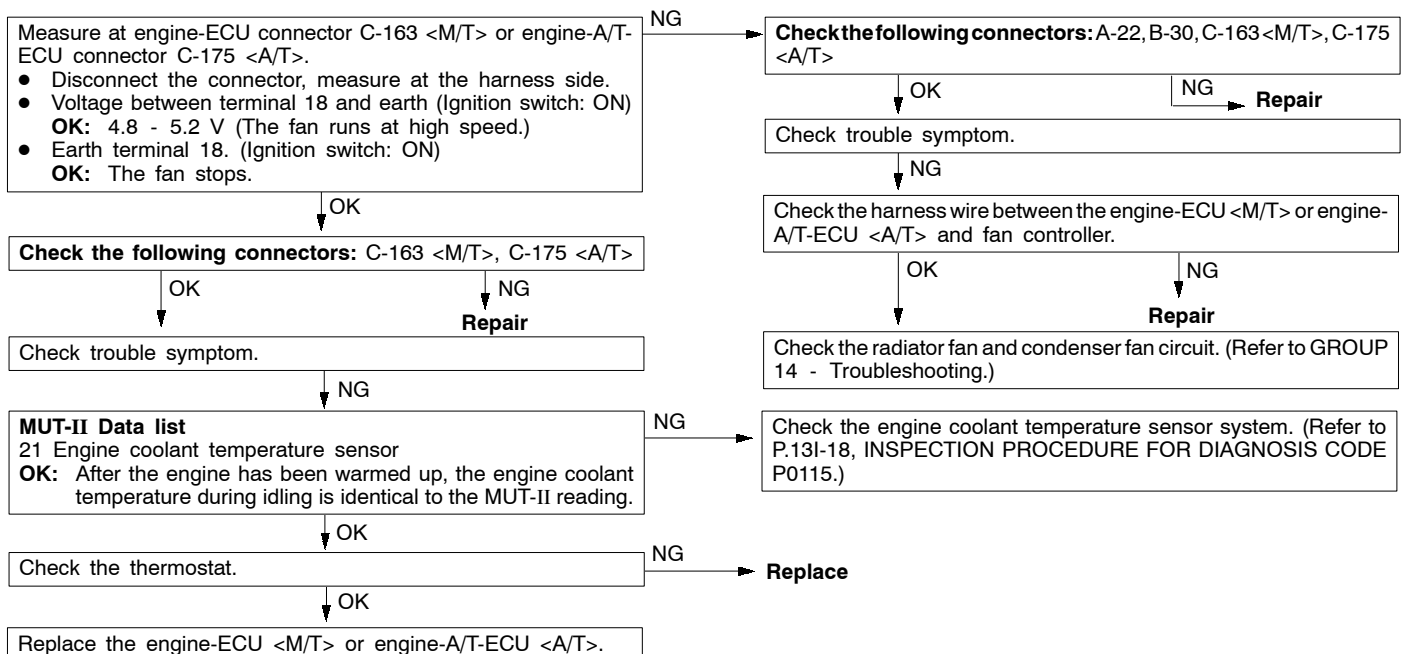 Measure at engine-ECU connector C-163 <M/T> or engine-A/T-
ECU connector C-175 <A/T>.
● Disconnect the connector, measure at the harness side.
● Voltage between terminal 18 and earth (Ignition switch: ON)
OK: 4.8 - 5.2 V (The fan runs at high speed.)
● Earth terminal 18. (Ignition switch: ON)
OK: The fan stops.
NG
OK
Check the following connectors: C-163 <M/T>, C-175 <A/T>
OK
NG
Repair
Check trouble symptom.
NG
MUT-II Data list
21 Engine coolant temperature sensor
OK: After the engine has been warmed up, the engine coolant
temperature during idling is identical to the MUT-II reading.
NG
OK
Check the thermostat.
NG
Replace
OK
Replace the engine-ECU <M/T> or engine-A/T-ECU <A/T>.
Check the following connectors: A-22, B-30, C-163 <M/T>, C-175
<A/T>
OK
NG
Repair
Check trouble symptom.
NG
Check the harness wire between the engine-ECU <M/T> or engine-
A/T-ECU <A/T> and fan controller.
OK
NG
Repair
Check the radiator fan and condenser fan circuit. (Refer to GROUP
14 - Troubleshooting.)
Check the engine coolant temperature sensor system. (Refer to
P.13I-18, INSPECTION PROCEDURE FOR DIAGNOSIS CODE
P0115.)